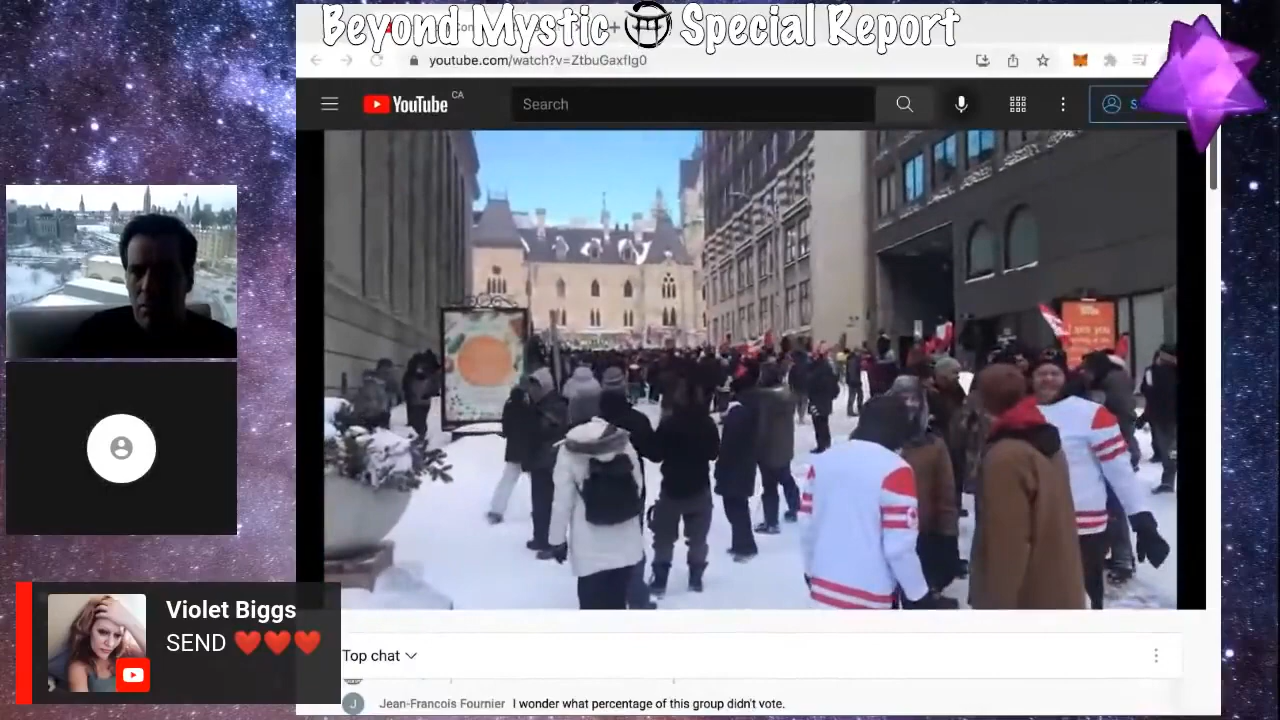 Beyond Mystic Special Report
youtube.com/watch?v=ZtbuGaxfIg0
YouTube CA
Search
Violet Biggs
SEND ❤️❤️❤️
Top chat
J
Jean-Francois Fournier I wonder what percentage of this group didn't vote.